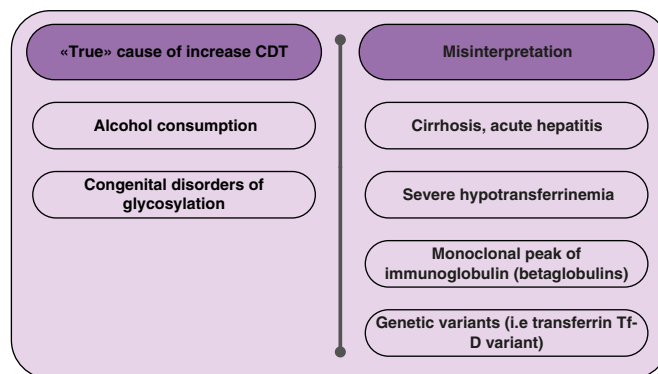 «True» cause of increase CDT
Alcohol consumption
Congenital disorders of
glycosylation
Misinterpretation
Cirrhosis, acute hepatitis
Severe hypotransferrinemia
Monoclonal peak of
immunoglobulin (betaglobulins)
Genetic variants (i.e transferrin Tf-
D variant)